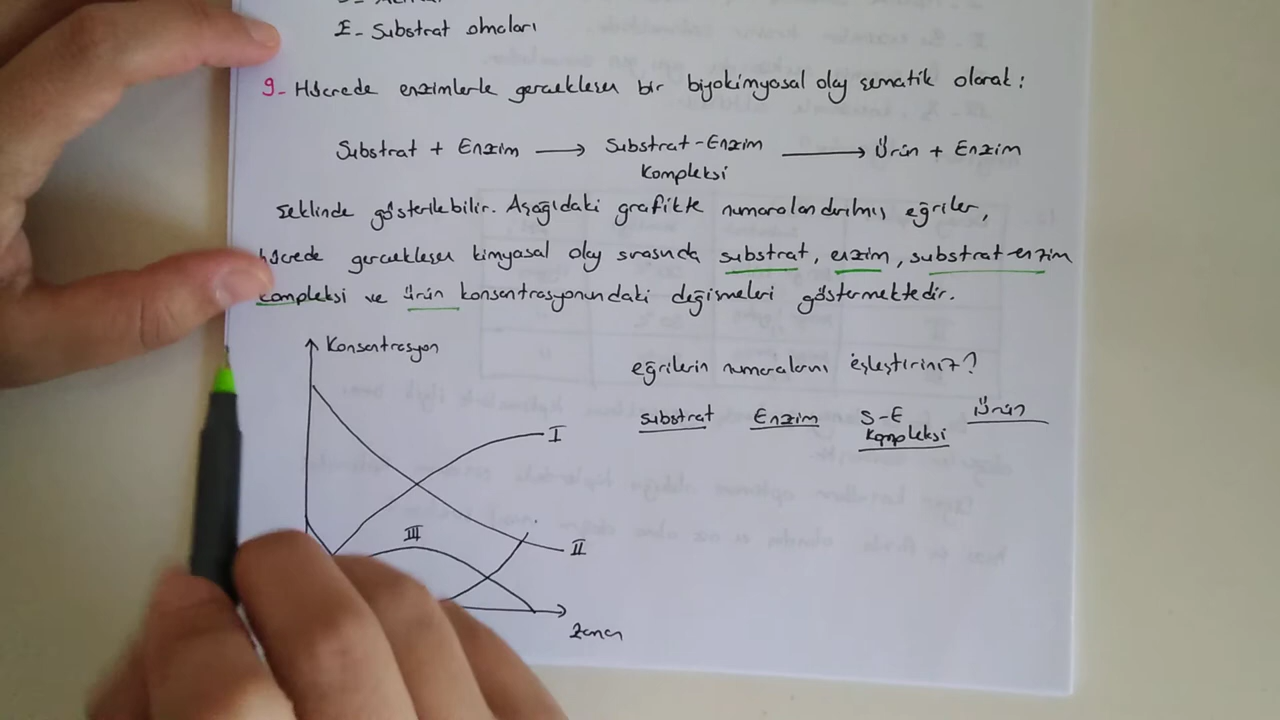 E- Substrat olmaları
9- Hücrede enzimlerle gerçekleşen bir biyokimyasal olay şematik olarak:
Substrat + Enzim → Substrat-Enzim → Ürün + Enzim
Kompleksi
şeklinde gösterilebilir. Aşağıdaki grafikte numaralandırılmış eğriler,
hücrede gerçekleşen kimyasal olay sırasında substrat, enzim, substrat-enzim
kompleksi ve ürün konsantrasyonundaki değişmeleri göstermektedir.
Konsantrasyon
eğrilerin numaralarını eşleştiriniz?
Substrat Enzim S-E Ürün
Kompleksi
I
III
II
Zaman